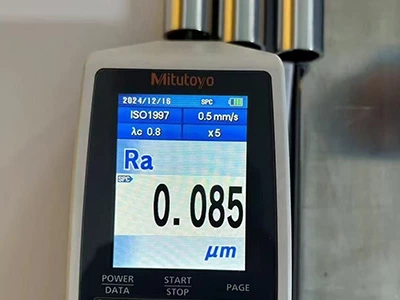 Mitutoyo
2024/12/16 SPC
ISO1997 0.5 mm/s
λc 0.8 x5
Ra
SPC
0.085
µm
POWER START
DATA STOP PAGE